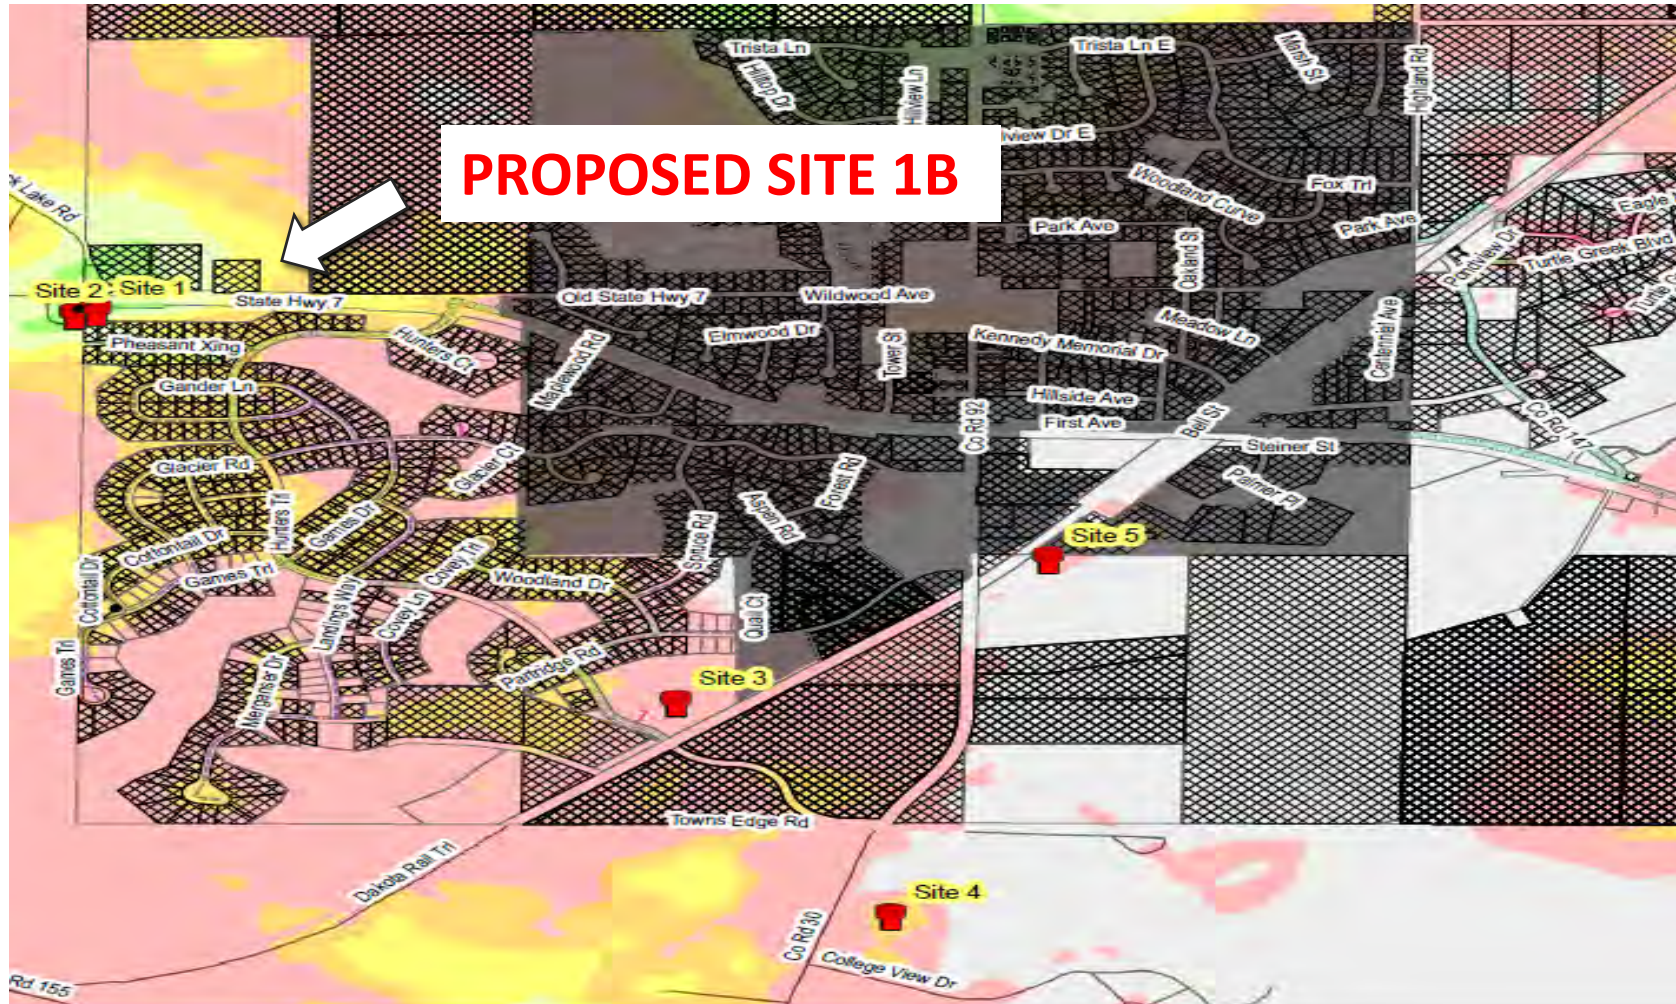 Trista Ln
Trista Ln E
Marsh St
Highland Rd
Hilltop Dr
Hillview Ln
lview Dr E
PROPOSED SITE 1B
Woodland Curve
Fox Trl
Eagle
k Lake Rd
Park Ave
Park Ave
Oakland St
Pondview Dr
Turtle Creek Blvd
Turtle
Site 2
Site 1
State Hwy 7
Old State Hwy 7
Wildwood Ave
Meadow Ln
Centennial Ave
Pheasant Xing
Hunters Ct
Elmwood Dr
Tower St
Kennedy Memorial Dr
Maplewood Rd
Gander Ln
Hillside Ave
First Ave
Co Rd 92
Bell St
Steiner St
Co Rd 147
Glacier Rd
Glacier Ct
Forest Rd
Palmer Pl
Hunters Trl
Games Dr
Aspen Rd
Spruce Rd
Site 5
Cottontail Dr
Cottontail Dr
Games Trl
Covey Trl
Woodland Dr
Landings Way
Covey Ln
Quail Ct
Games Trl
Merganser Dr
Partridge Rd
Site 3
Towns Edge Rd
Dakota Rail Trl
Site 4
Co Rd 30
College View Dr
Rd 155